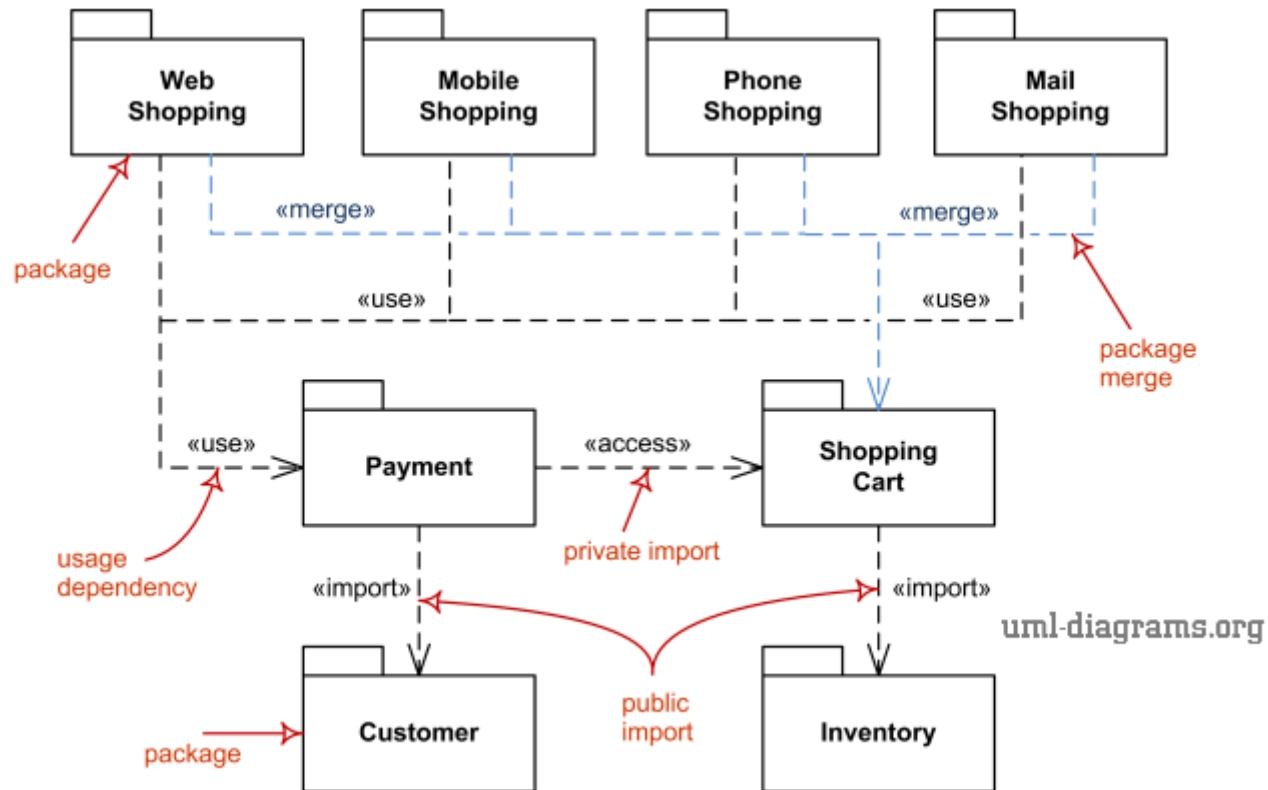 Web
Shopping
Mobile
Shopping
Phone
Shopping
Mail
Shopping
«merge»
«merge»
package
«use»
«use»
package
merge
«use»
Payment
«access»
Shopping
Cart
usage
dependency
private import
«import»
«import»
uml-diagrams.org
public
import
package
Customer
Inventory